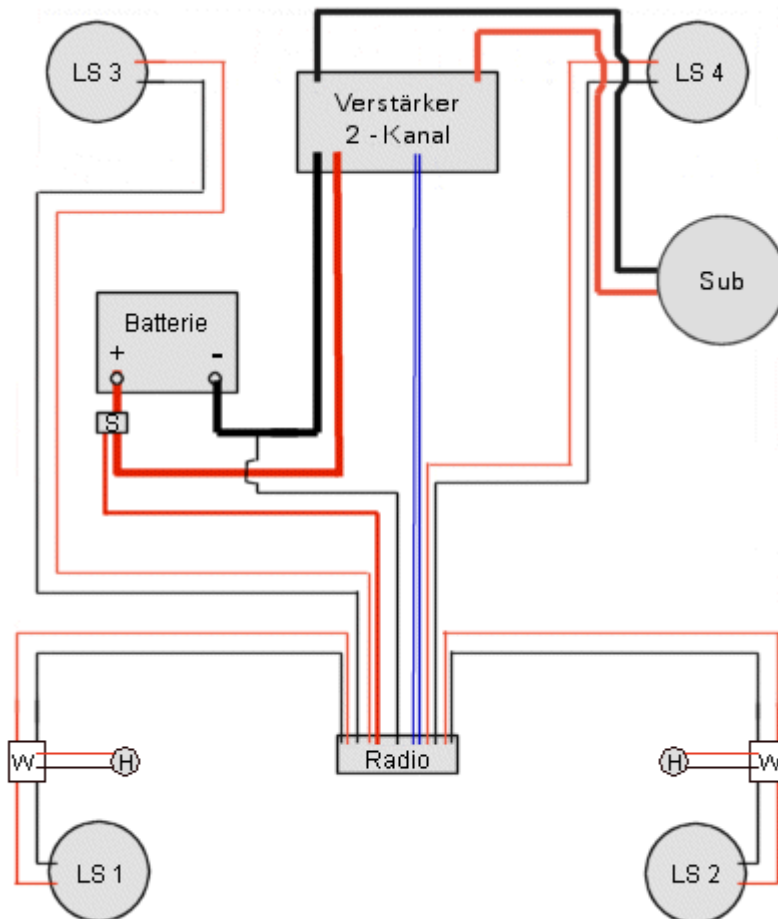 LS 3
LS 4
Verstärker
2 - Kanal
Sub
Batterie
+ -
S
W
H
Radio
H
W
LS 1
LS 2